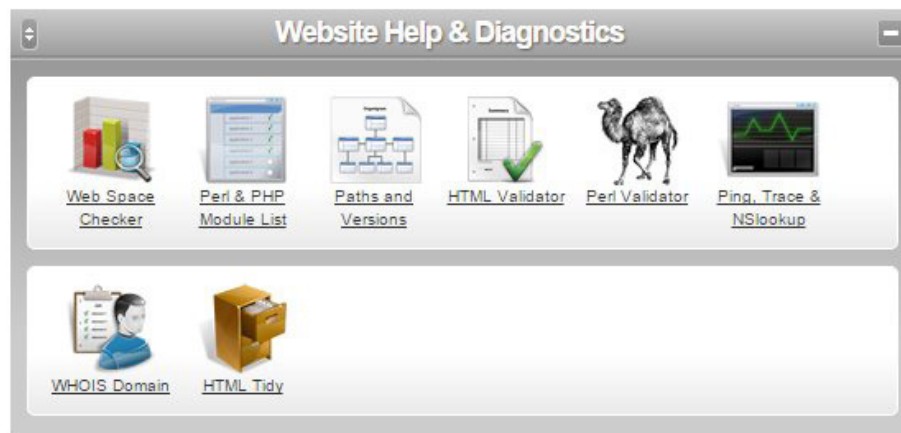 Website Help & Diagnostics
Web Space
Checker
Perl & PHP
Module List
Paths and
Versions
HTML Validator
Perl Validator
Ping, Trace &
NSlookup
WHOIS Domain
HTML Tidy